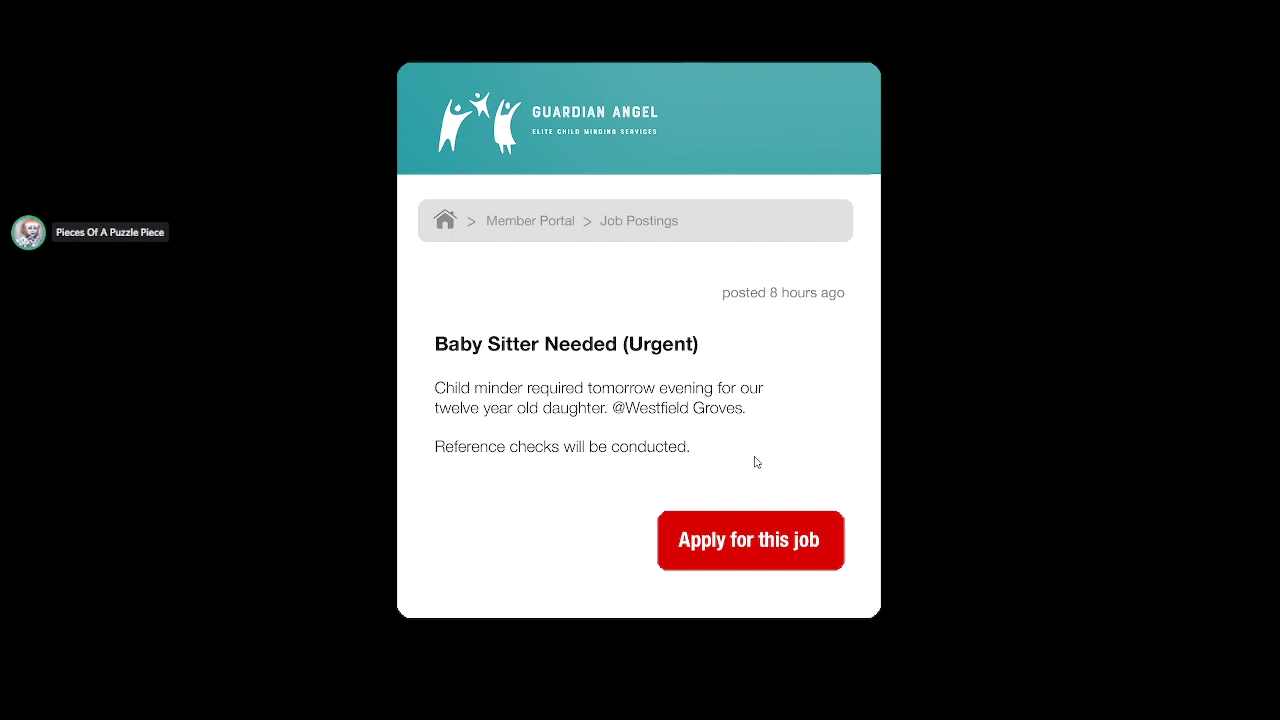 GUARDIAN ANGEL
ELITE CHILD MINDING SERVICES
> Member Portal > Job Postings
Pieces Of A Puzzle Piece
posted 8 hours ago
Baby Sitter Needed (Urgent)
Child minder required tomorrow evening for our
twelve year old daughter. @Westfield Groves.
Reference checks will be conducted.
Apply for this job